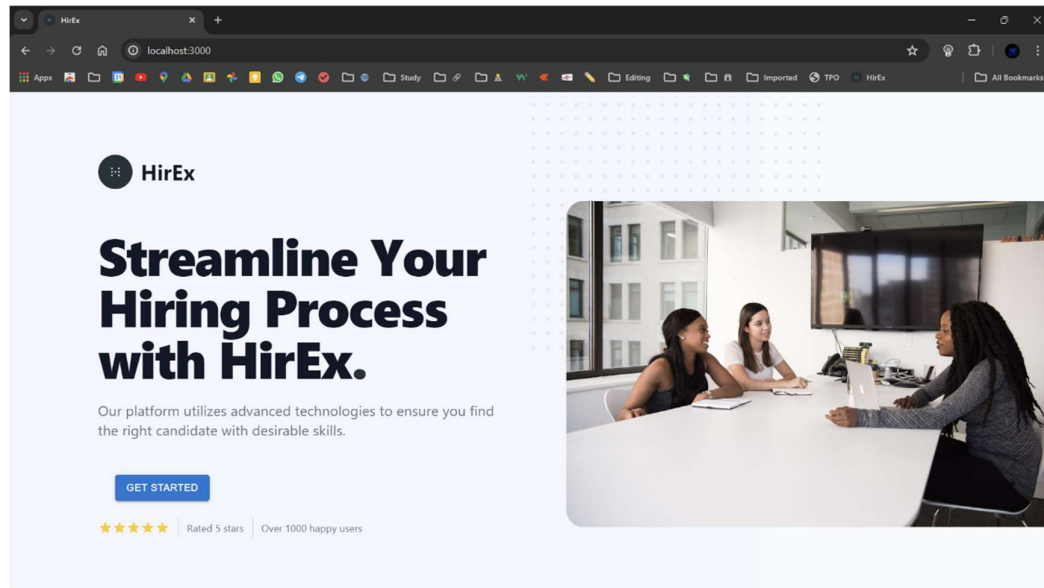 HirEx
localhost:3000
Apps
Study
Editing
Imported
TPO
HirEx
All Bookmarks
HirEx
Streamline Your
Hiring Process
with HirEx.
Our platform utilizes advanced technologies to ensure you find
the right candidate with desirable skills.
GET STARTED
Rated 5 stars
Over 1000 happy users